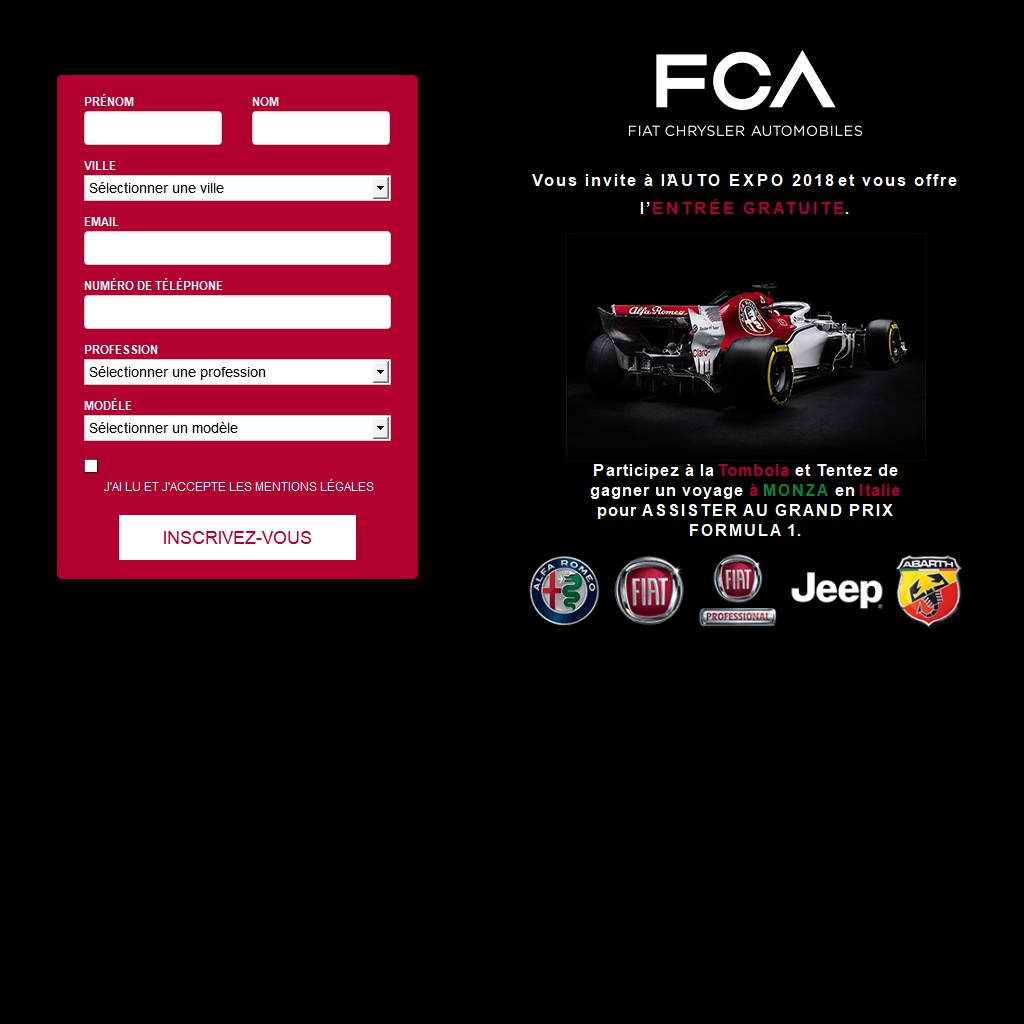 PRÉNOM
NOM
VILLE
Sélectionner une ville
EMAIL
NUMÉRO DE TÉLÉPHONE
PROFESSION
Sélectionner une profession
MODÈLE
Sélectionner un modèle
J'AI LU ET J'ACCEPTE LES MENTIONS LÉGALES
INSCRIVEZ-VOUS
FCA
FIAT CHRYSLER AUTOMOBILES
Vous invite à l'AUTO EXPO 2018 et vous offre
l'ENTRÉE GRATUITE.
Alfa Romeo
Claro
Participez à la Tombola et Tentez de
gagner un voyage à MONZA en Italie
pour ASSISTER AU GRAND PRIX
FORMULA 1.
ALFA ROMEO
FIAT
FIAT
PROFESSIONAL
Jeep
ABARTH